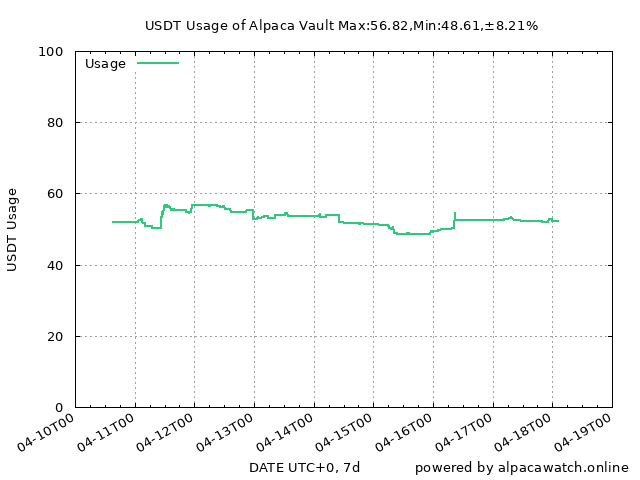 USDT Usage of Alpaca Vault Max:56.82,Min:48.61,±8.21%
Usage
100
80
60
40
20
0
USDT Usage
04-10T00
04-11T00
04-12T00
04-13T00
04-14T00
04-15T00
04-16T00
04-17T00
04-18T00
04-19T00
DATE UTC+0, 7d
powered by alpacawatch.online